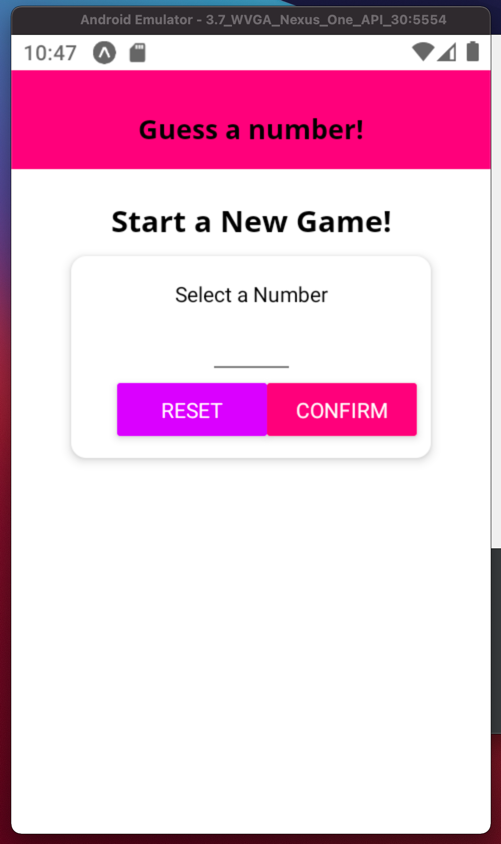 Android Emulator - 3.7_WVGA_Nexus_One_API_30:5554
10:47
Guess a number!
Start a New Game!
Select a Number
RESET CONFIRM